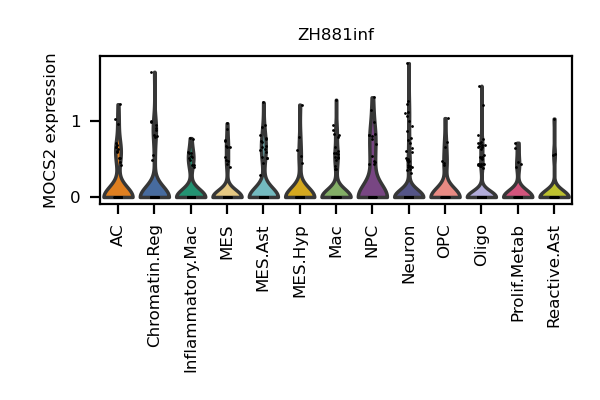 ZH881inf
MOCS2 expression
1
0
AC
Chromatin.Reg
Inflammatory.Mac
MES
MES.Ast
MES.Hyp
Mac
NPC
Neuron
OPC
Oligo
Prolif.Metab
Reactive.Ast